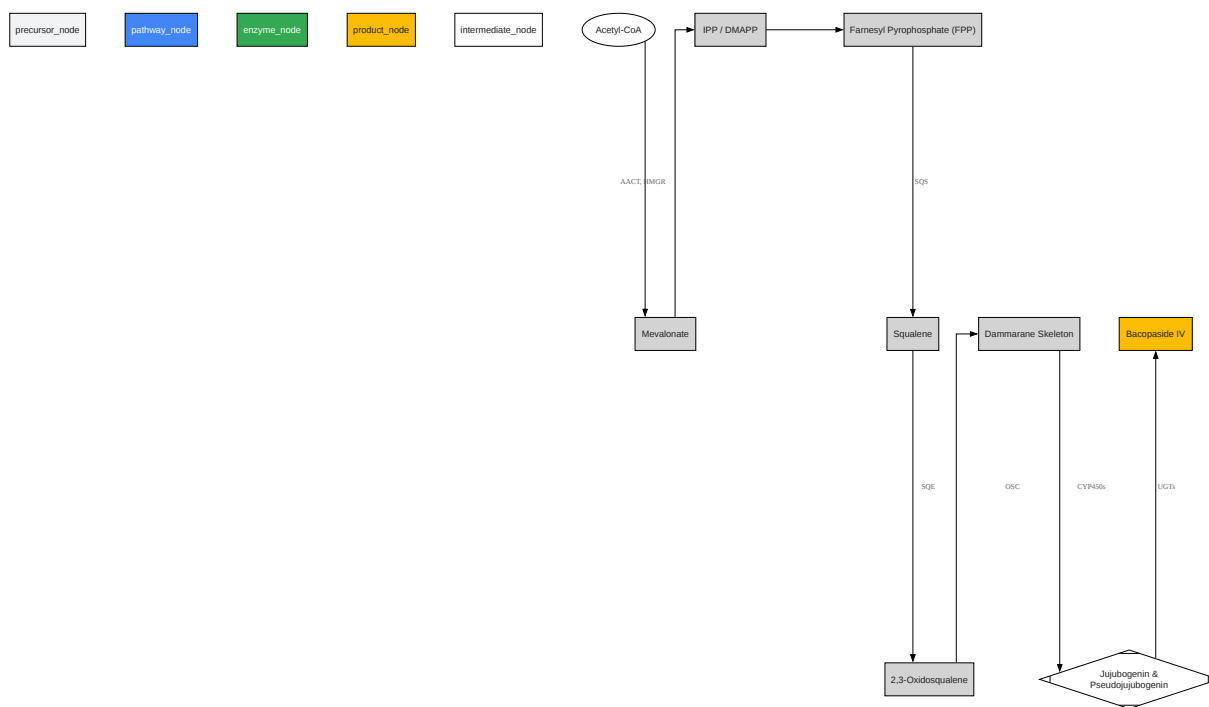 precursor_node
pathway_node
enzyme_node
product_node
intermediate_node
Acetyl-CoA
IPP / DMAPP
Farnesyl Pyrophosphate (FPP)
AACT, HMGR
SQS
Mevalonate
Squalene
Dammarane Skeleton
Bacopaside IV
SQE
OSC
CYP450s
UGTs
2,3-Oxidosqualene
Jujubogenin &
Pseudojujubogenin